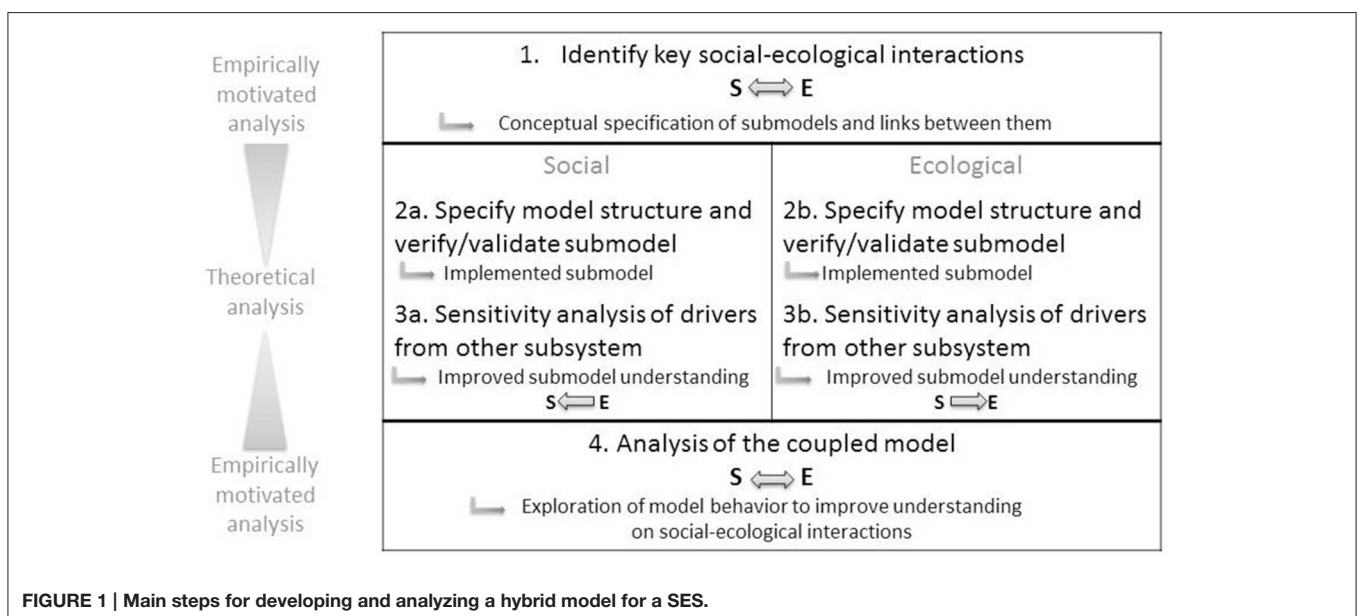 Empirically
motivated
analysis
Theoretical
analysis
Empirically
motivated
analysis
1. Identify key social-ecological interactions
S E
Conceptual specification of submodels and links between them
Social
2a. Specify model structure and
verify/validate submodel
Implemented submodel
3a. Sensitivity analysis of drivers
from other subsystem
Improved submodel understanding
S E
Ecological
2b. Specify model structure and
verify/validate submodel
Implemented submodel
3b. Sensitivity analysis of drivers
from other subsystem
Improved submodel understanding
S E
4. Analysis of the coupled model
S E
Exploration of model behavior to improve understanding
on social-ecological interactions
FIGURE 1 | Main steps for developing and analyzing a hybrid model for a SES.